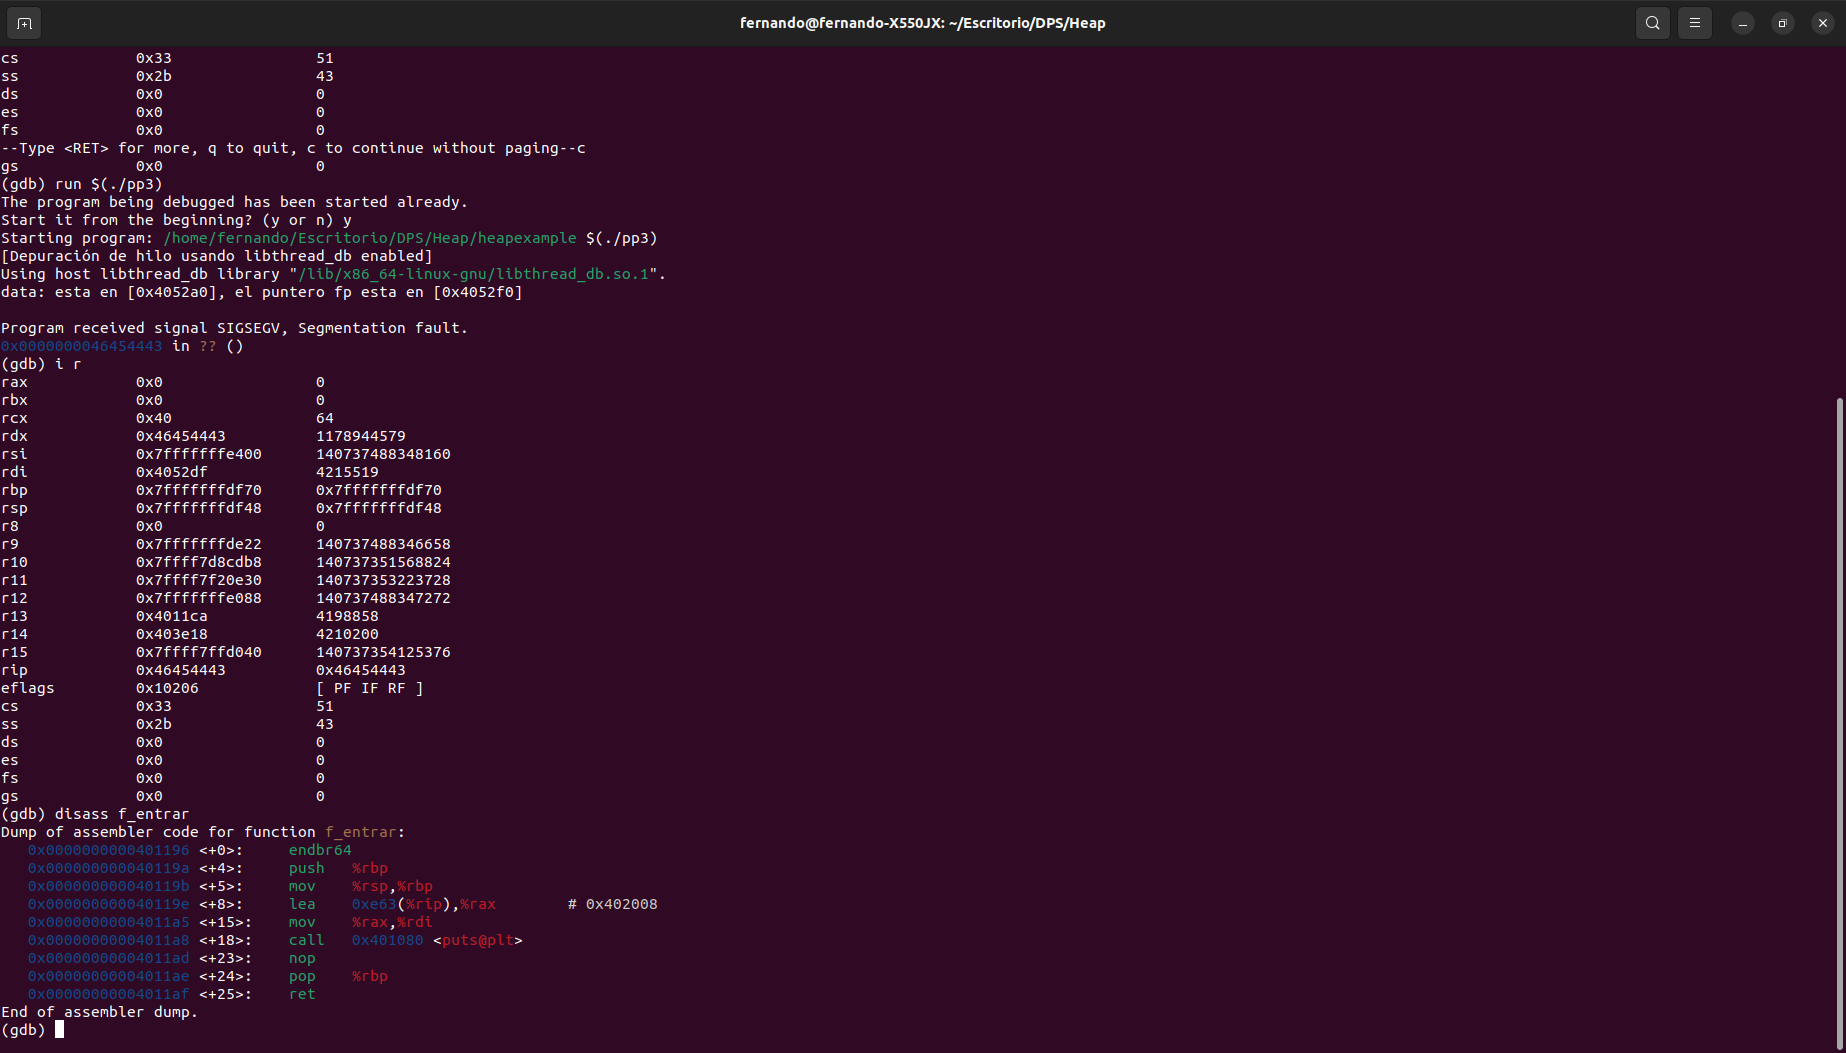 fernando@fernando-X550JX: ~/Escritorio/DPS/Heap
cs 0x33 51
ss 0x2b 43
ds 0x0 0
es 0x0 0
fs 0x0 0
--Type <RET> for more, q to quit, c to continue without paging--c
gs 0x0 0
(gdb) run $(./pp3)
The program being debugged has been started already.
Start it from the beginning? (y or n) y
Starting program: /home/fernando/Escritorio/DPS/Heap/heapexample $(./pp3)
[Depuración de hilo usando libthread_db enabled]
Using host libthread_db library "/lib/x86_64-linux-gnu/libthread_db.so.1".
data: esta en [0x4052a0], el puntero fp esta en [0x4052f0]
Program received signal SIGSEGV, Segmentation fault.
0x0000000046454443 in ?? ()
(gdb) i r
rax 0x0 0
rbx 0x0 0
rcx 0x40 64
rdx 0x46454443 1178944579
rsi 0x7fffffffe400 140737488348160
rdi 0x4052df 4215519
rbp 0x7fffffffdf70 0x7fffffffdf70
rsp 0x7fffffffdf48 0x7fffffffdf48
r8 0x0 0
r9 0x7fffffffde22 140737488346658
r10 0x7ffff7d8cdb8 140737351568824
r11 0x7ffff7f20e30 140737353223728
r12 0x7fffffffe088 140737488347272
r13 0x4011ca 4198858
r14 0x403e18 4210200
r15 0x7ffff7ffd040 140737354125376
rip 0x46454443 0x46454443
eflags 0x10206 [ PF IF RF ]
cs 0x33 51
ss 0x2b 43
ds 0x0 0
es 0x0 0
fs 0x0 0
gs 0x0 0
(gdb) disass f_entrar
Dump of assembler code for function f_entrar:
0x0000000000401196 <+0>: endbr64
0x000000000040119a <+4>: push %rbp
0x000000000040119b <+5>: mov %rsp,%rbp
0x000000000040119e <+8>: lea 0xe63(%rip),%rax # 0x402008
0x00000000004011a5 <+15>: mov %rax,%rdi
0x00000000004011a8 <+18>: call 0x401080 <puts@plt>
0x00000000004011ad <+23>: nop
0x00000000004011ae <+24>: pop %rbp
0x00000000004011af <+25>: ret
End of assembler dump.
(gdb)